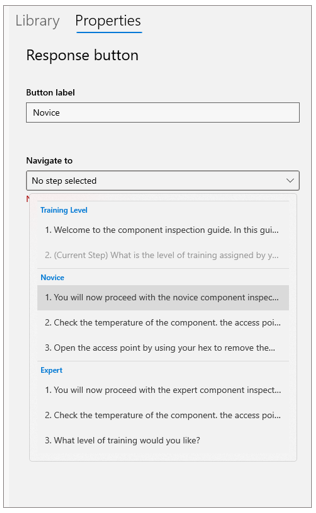 Library Properties
Response button
Button label
Novice
Navigate to
No step selected
Training Level
1. Welcome to the component inspection guide. In this gui...
2. (Current Step) What is the level of training assigned by y...
Novice
1. You will now proceed with the novice component inspec...
2. Check the temperature of the component. the access poi...
3. Open the access point by using your hex to remove the...
Expert
1. You will now proceed with the expert component inspect...
2. Check the temperature of the component. the access poi...
3. What level of training would you like?